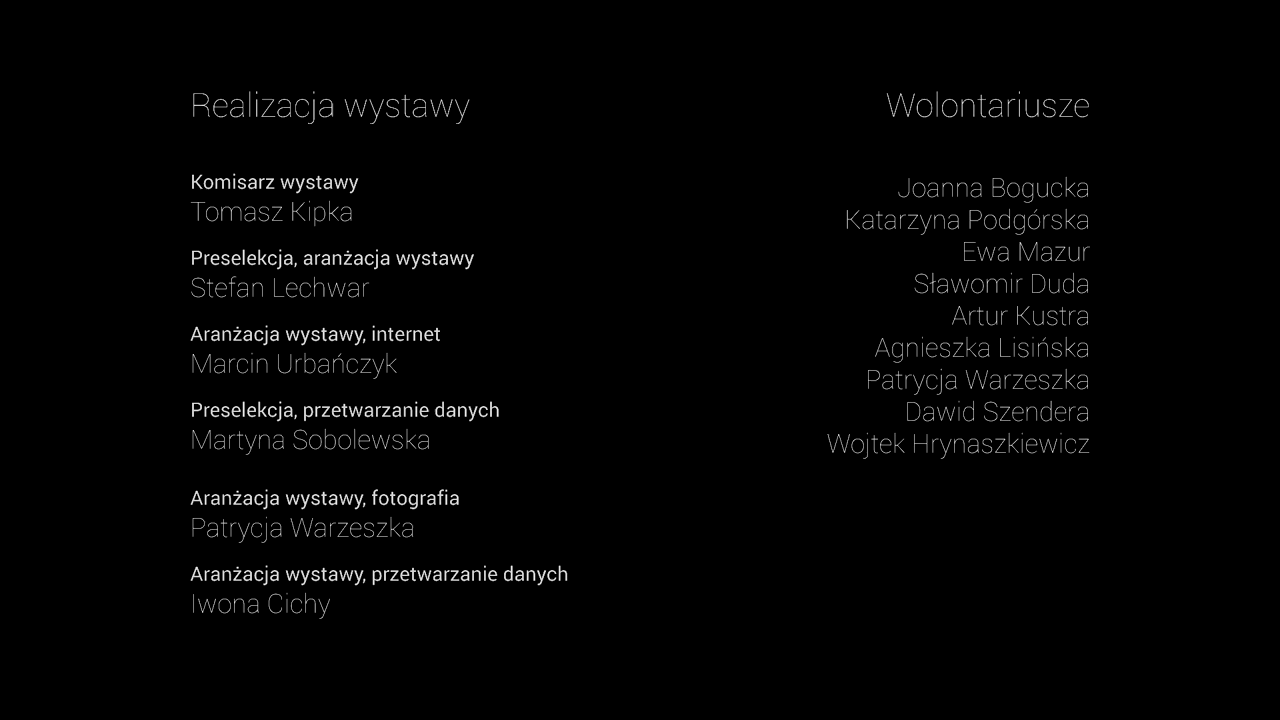 Realizacja wystawy
Komisarz wystawy
Tomasz Kipka
Preselekcja, aranżacja wystawy
Stefan Lechwar
Aranżacja wystawy, internet
Marcin Urbańczyk
Preselekcja, przetwarzanie danych
Martyna Sobolewska
Aranżacja wystawy, fotografia
Patrycja Warzeszka
Aranżacja wystawy, przetwarzanie danych
Iwona Cichy
Wolontariusze
Joanna Bogucka
Katarzyna Podgórska
Ewa Mazur
Sławomir Duda
Artur Kustra
Agnieszka Lisińska
Patrycja Warzeszka
Dawid Szendera
Wojtek Hrynaszkiewicz